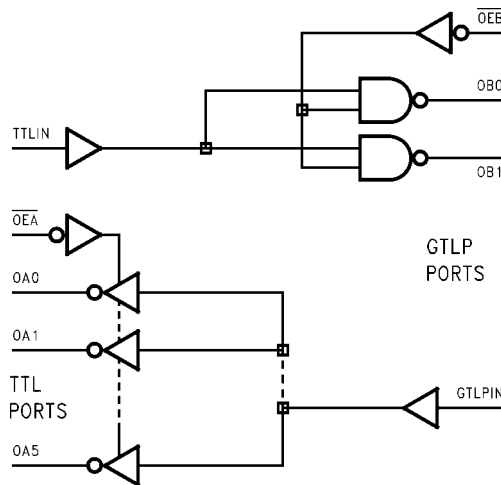 OEB
OB0
TTLIN
OB1
OEA
GTLP
PORTS
OA0
OA1
TTL
PORTS
GTLPIN
OA5